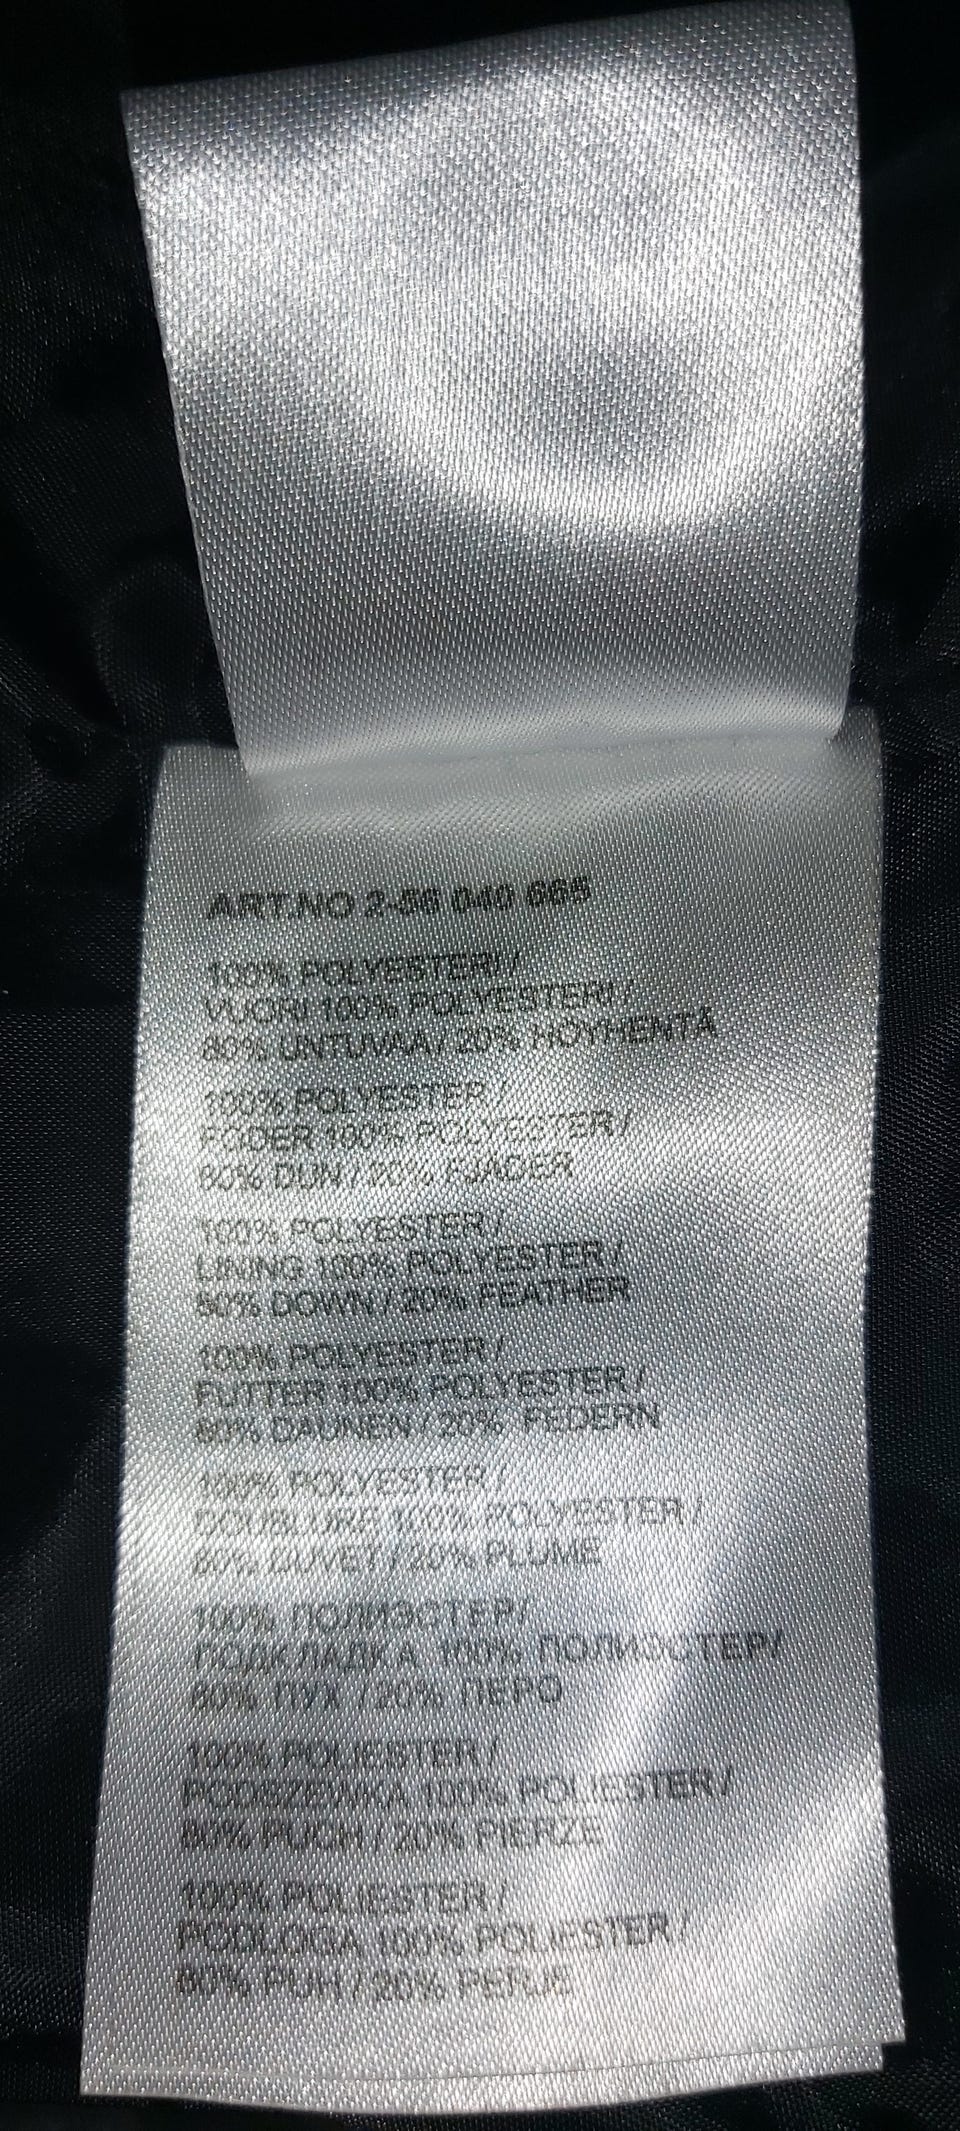 ART.NO 2-56 040 665
100% POLYESTERI /
VUORI 100% POLYESTERI /
80% UNTUVAA / 20% HÖYHENTÄ
100% POLYESTER /
FODER 100% POLYESTER /
80% DUN / 20% FJÄDER
100% POLYESTER /
LINING 100% POLYESTER /
80% DOWN / 20% FEATHER
100% POLYESTER /
FUTTER 100% POLYESTER /
80% DAUNEN / 20% FEDERN
100% POLYESTER /
DOUBLURE 100% POLYESTER /
80% DUVET / 20% PLUME
100% ПОЛИЭСТЕР/
ПОДКЛАДКА 100% ПОЛИЭСТЕР/
80% ПУХ / 20% ПЕРО
100% POLIESTER /
PODSZEWKA 100% POLIESTER /
80% PUCH / 20% PIERZE
100% POLIESTER /
PODLOGA 100% POLIESTER /
80% PUH / 20% PERJE